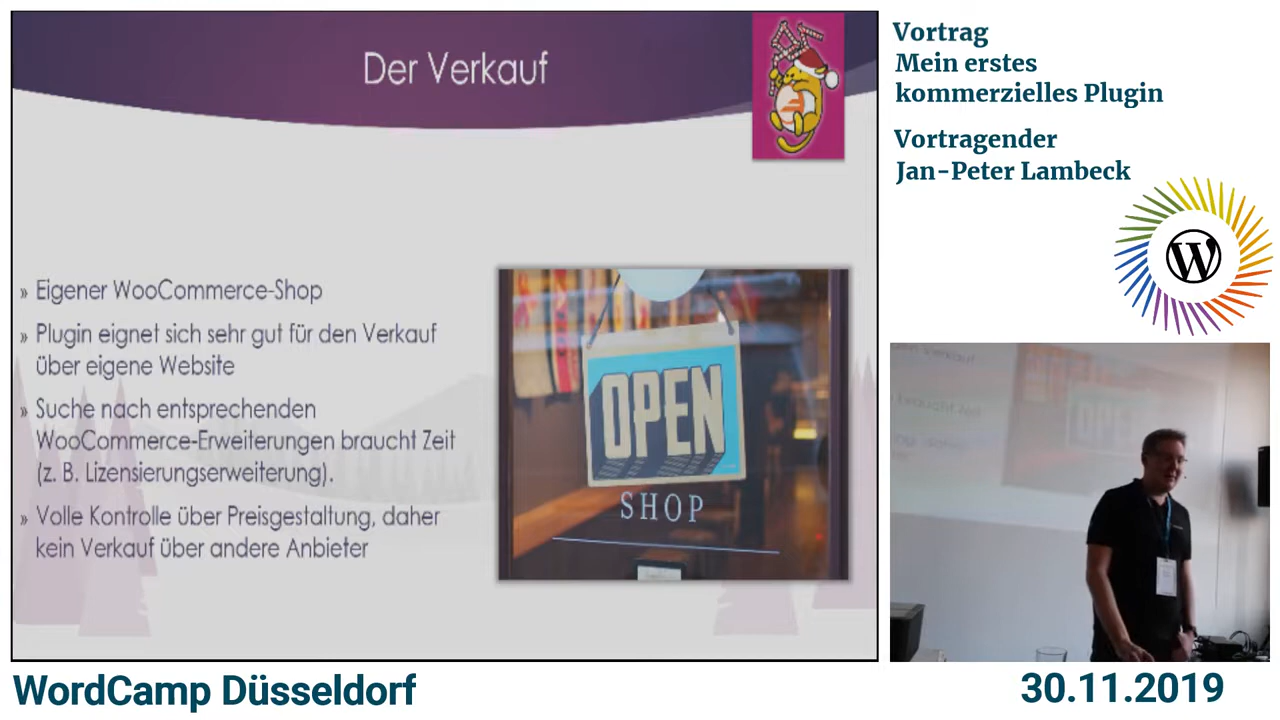 Der Verkauf
» Eigener WooCommerce-Shop
» Plugin eignet sich sehr gut für den Verkauf
über eigene Website
» Suche nach entsprechenden
WooCommerce-Erweiterungen braucht Zeit
(z. B. Lizensierungserweiterung).
» Volle Kontrolle über Preisgestaltung, daher
kein Verkauf über andere Anbieter
OPEN
SHOP
Vortrag
Mein erstes
kommerzielles Plugin
Vortragender
Jan-Peter Lambeck
W
OPEN
WordCamp Düsseldorf
30.11.2019